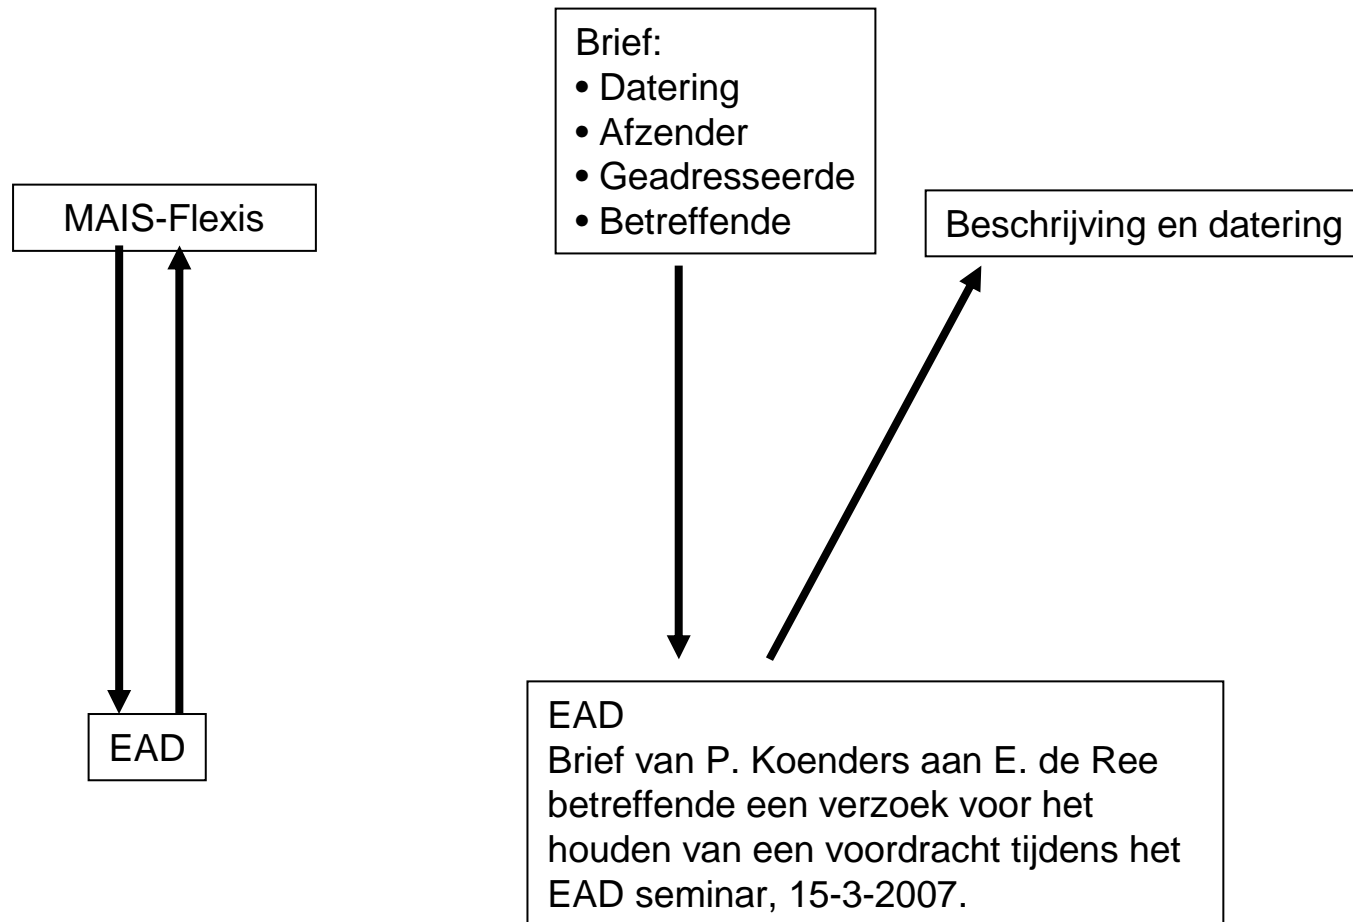 Brief:
• Datering
• Afzender
• Geadresseerde
• Betreffende
MAIS-Flexis
Beschrijving en datering
EAD
EAD
Brief van P. Koenders aan E. de Ree
betreffende een verzoek voor het
houden van een voordracht tijdens het
EAD seminar, 15-3-2007.